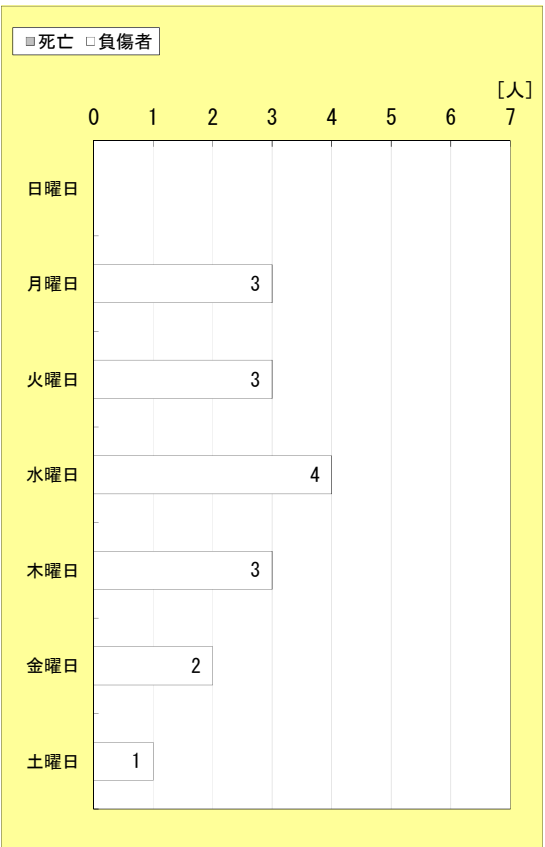 ■死亡 □負傷者
[人]
0 1 2 3 4 5 6 7
日曜日
月曜日 3
火曜日 3
水曜日 4
木曜日 3
金曜日 2
土曜日 1